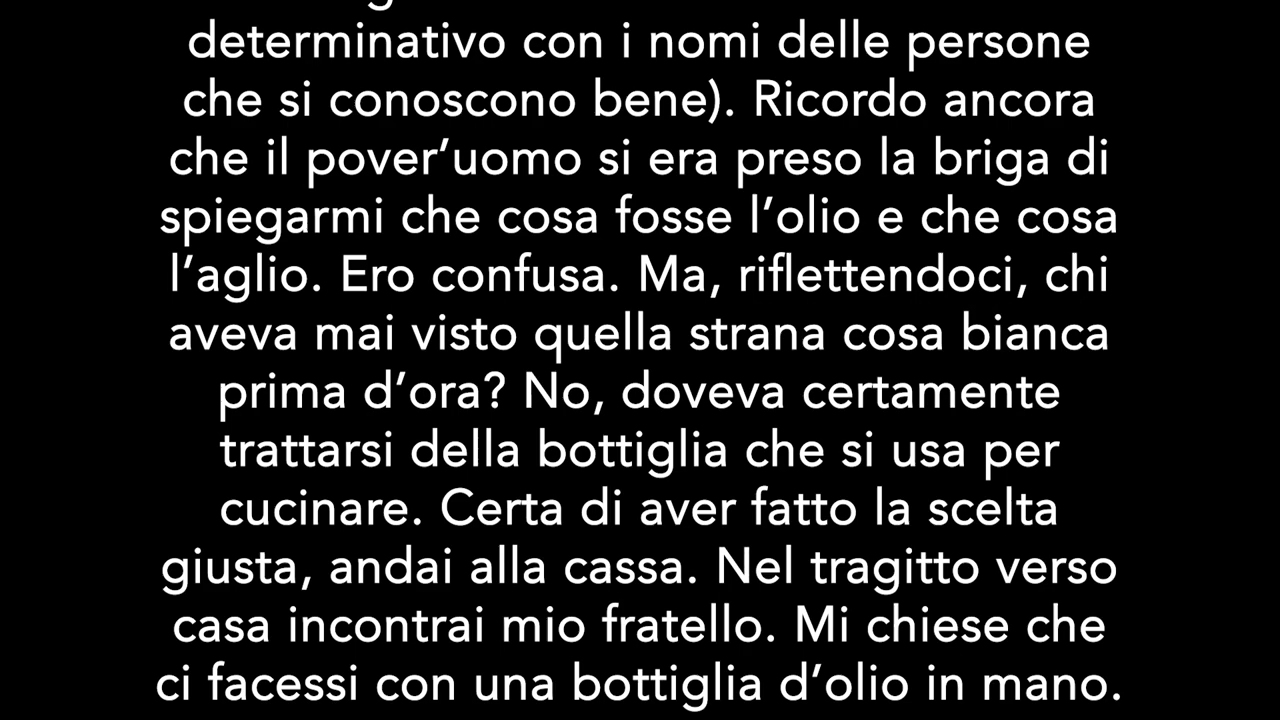 determinativo con i nomi delle persone
che si conoscono bene). Ricordo ancora
che il pover’uomo si era preso la briga di
spiegarmi che cosa fosse l’olio e che cosa
l’aglio. Ero confusa. Ma, riflettendoci, chi
aveva mai visto quella strana cosa bianca
prima d’ora? No, doveva certamente
trattarsi della bottiglia che si usa per
cucinare. Certa di aver fatto la scelta
giusta, andai alla cassa. Nel tragitto verso
casa incontrai mio fratello. Mi chiese che
ci facessi con una bottiglia d’olio in mano.